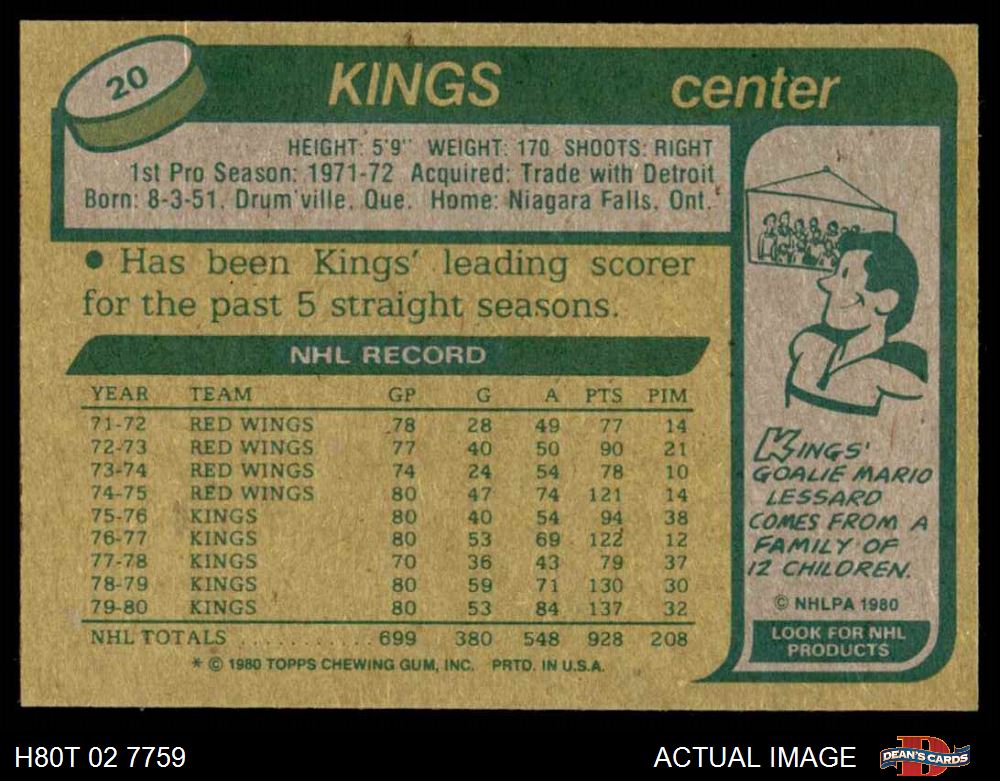 20
KINGS center
HEIGHT: 5'9" WEIGHT: 170 SHOOTS: RIGHT
1st Pro Season: 1971-72 Acquired: Trade with Detroit
Born: 8-3-51, Drum'ville, Que. Home: Niagara Falls, Ont.
• Has been Kings' leading scorer
for the past 5 straight seasons.
NHL RECORD
YEAR TEAM GP G A PTS PIM
71-72 RED WINGS 78 28 49 77 14
72-73 RED WINGS 77 40 50 90 21
73-74 RED WINGS 74 24 54 78 10
74-75 RED WINGS 80 47 74 121 14
75-76 KINGS 80 40 54 94 38
76-77 KINGS 80 53 69 122 12
77-78 KINGS 70 36 43 79 37
78-79 KINGS 80 59 71 130 30
79-80 KINGS 80 53 84 137 32
NHL TOTALS .............. 699 380 548 928 208
* © 1980 TOPPS CHEWING GUM, INC. PRTD. IN U.S.A.
KINGS'
GOALIE MARIO
LESSARD
COMES FROM A
FAMILY OF
12 CHILDREN.
© NHLPA 1980
LOOK FOR NHL
PRODUCTS
H80T 02 7759
ACTUAL IMAGE
DEAN'S CARDS